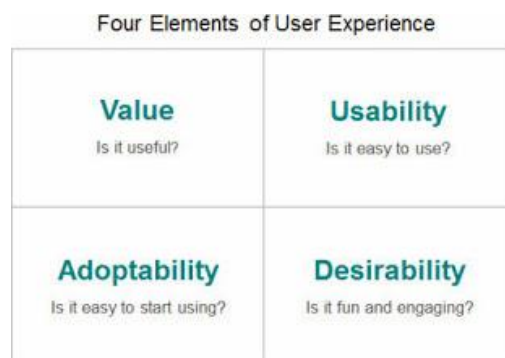 Four Elements of User Experience
Value
Is it useful?
Usability
Is it easy to use?
Adoptability
Is it easy to start using?
Desirability
Is it fun and engaging?